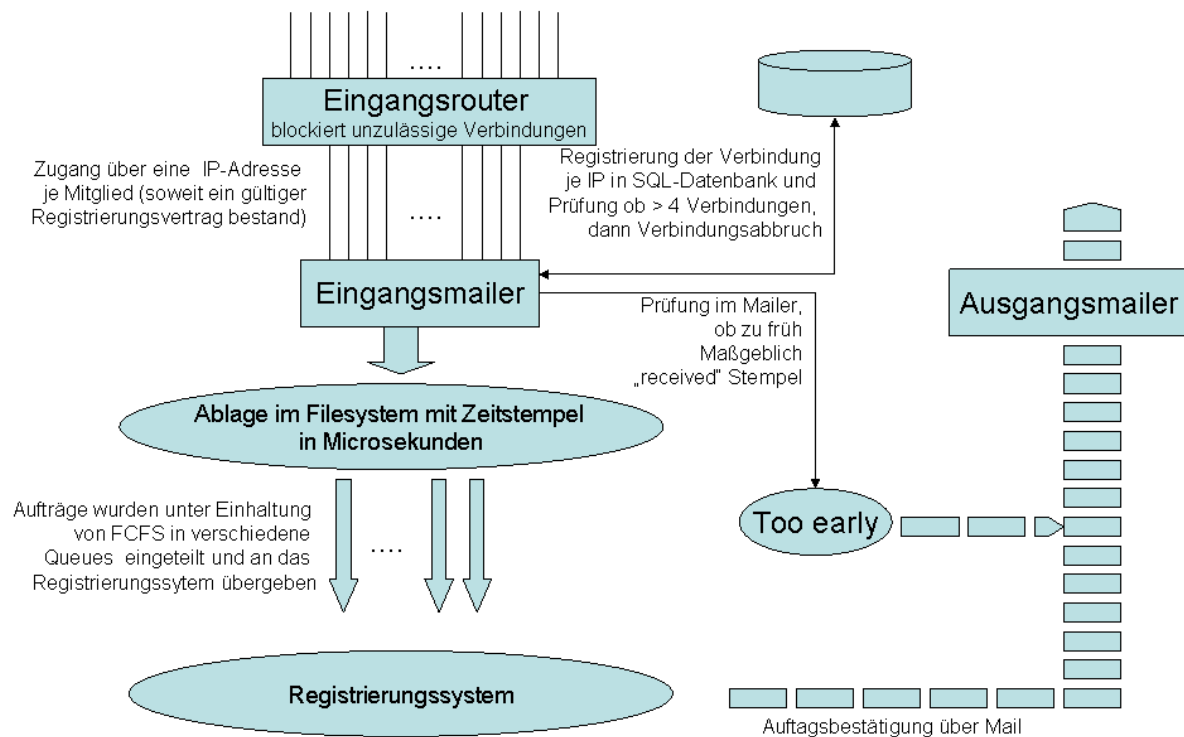 ....
Eingangsrouter
blockiert unzulässige Verbindungen
Zugang über eine IP-Adresse
je Mitglied (soweit ein gültiger
Registrierungsvertrag bestand)
....
Registrierung der Verbindung
je IP in SQL-Datenbank und
Prüfung ob > 4 Verbindungen,
dann Verbindungsabbruch
Eingangsmailer
Prüfung im Mailer,
ob zu früh
Maßgeblich
„received" Stempel
Ausgangsmailer
Ablage im Filesystem mit Zeitstempel
in Microsekunden
Aufträge wurden unter Einhaltung
von FCFS in verschiedene
Queues eingeteilt und an das
Registrierungssytem übergeben
....
Too early
Registrierungssystem
Auftagsbestätigung über Mail